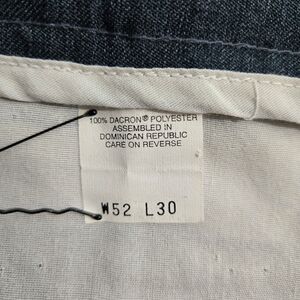 100% DACRON® POLYESTER
ASSEMBLED IN
DOMINICAN REPUBLIC
CARE ON REVERSE
W52 L30